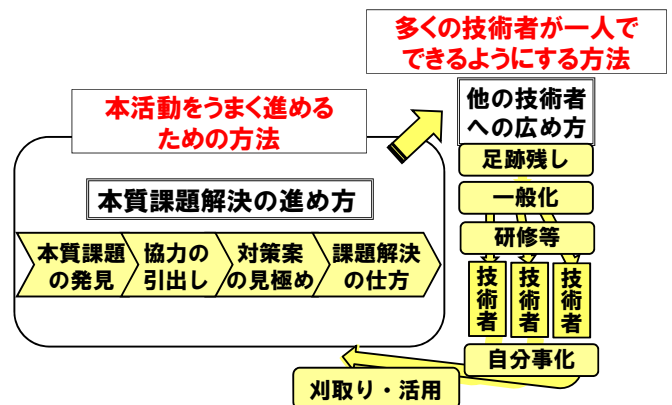 多くの技術者が一人で
できるようにする方法
本活動をうまく進める
ための方法
他の技術者
への広め方
足跡残し
本質課題解決の進め方
一般化
研修等
本質課題
の発見
協力の
引出し
対策案
の見極め
課題解決
の仕方
技術者
技術者
技術者
自分事化
刈取り・活用